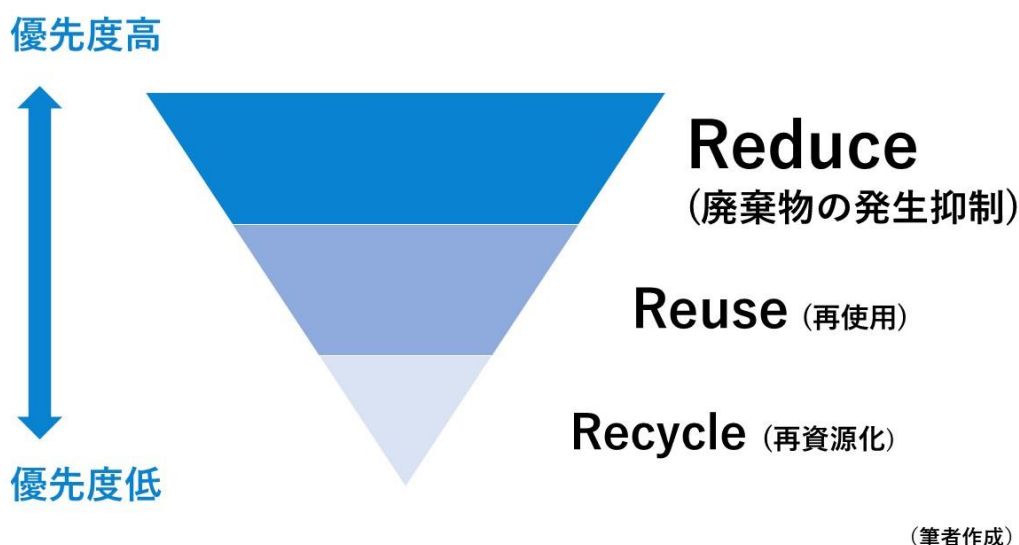 優先度高
Reduce
(廃棄物の発生抑制)
Reuse (再使用)
Recycle (再資源化)
優先度低
(筆者作成)